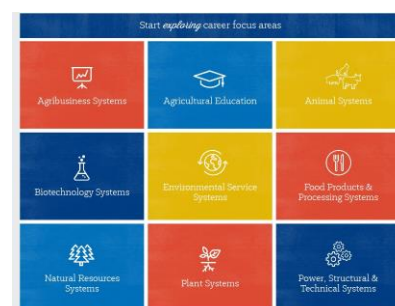 Start exploring career focus areas
Agribusiness Systems
Agricultural Education
Animal Systems
Biotechnology Systems
Environmental Service
Systems
Food Products &
Processing Systems
Natural Resources
Systems
Plant Systems
Power, Structural &
Technical Systems